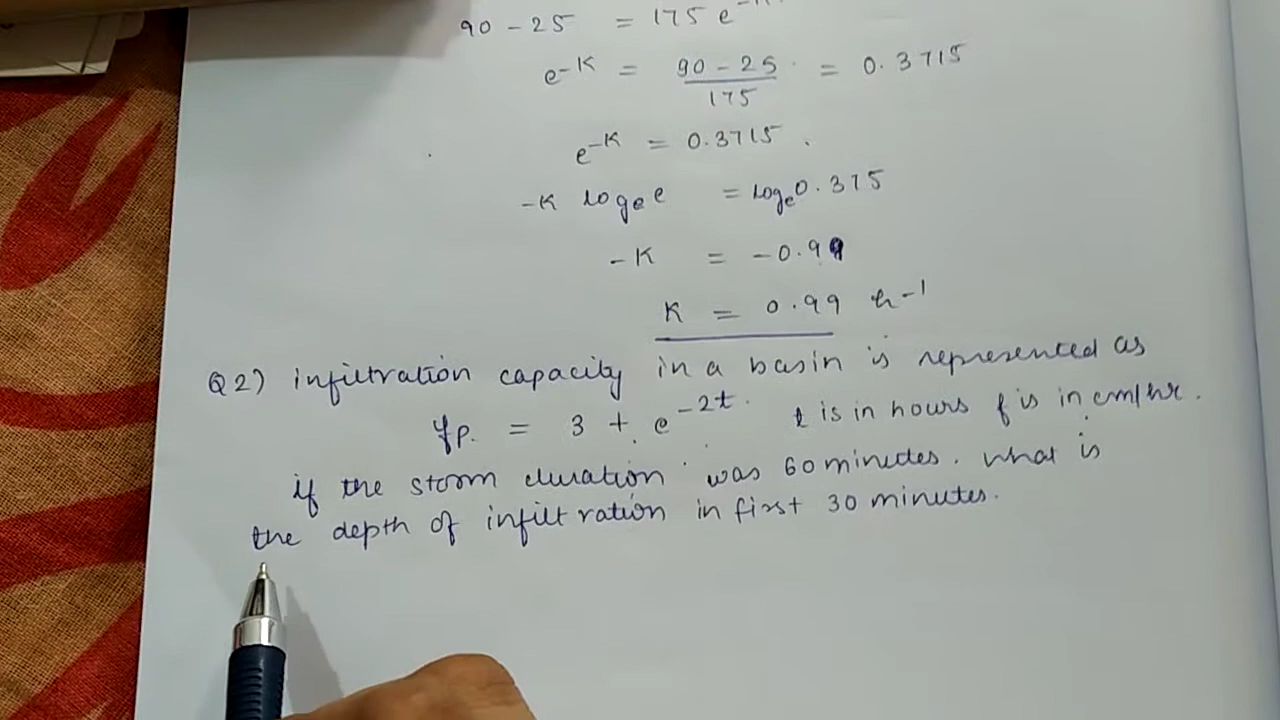 90 - 25 = 175 e^-K
e^-K = (90 - 25)/175 = 0.3715
e^-K = 0.3715.
-K log_e e = log_e 0.375
-K = -0.99
K = 0.99 h^-1
Q2) infiltration capacity in a basin is represented as
fp. = 3 + e^-2t. t is in hours f is in cm/hr.
if the storm duration was 60 minutes. what is
the depth of infiltration in first 30 minutes.